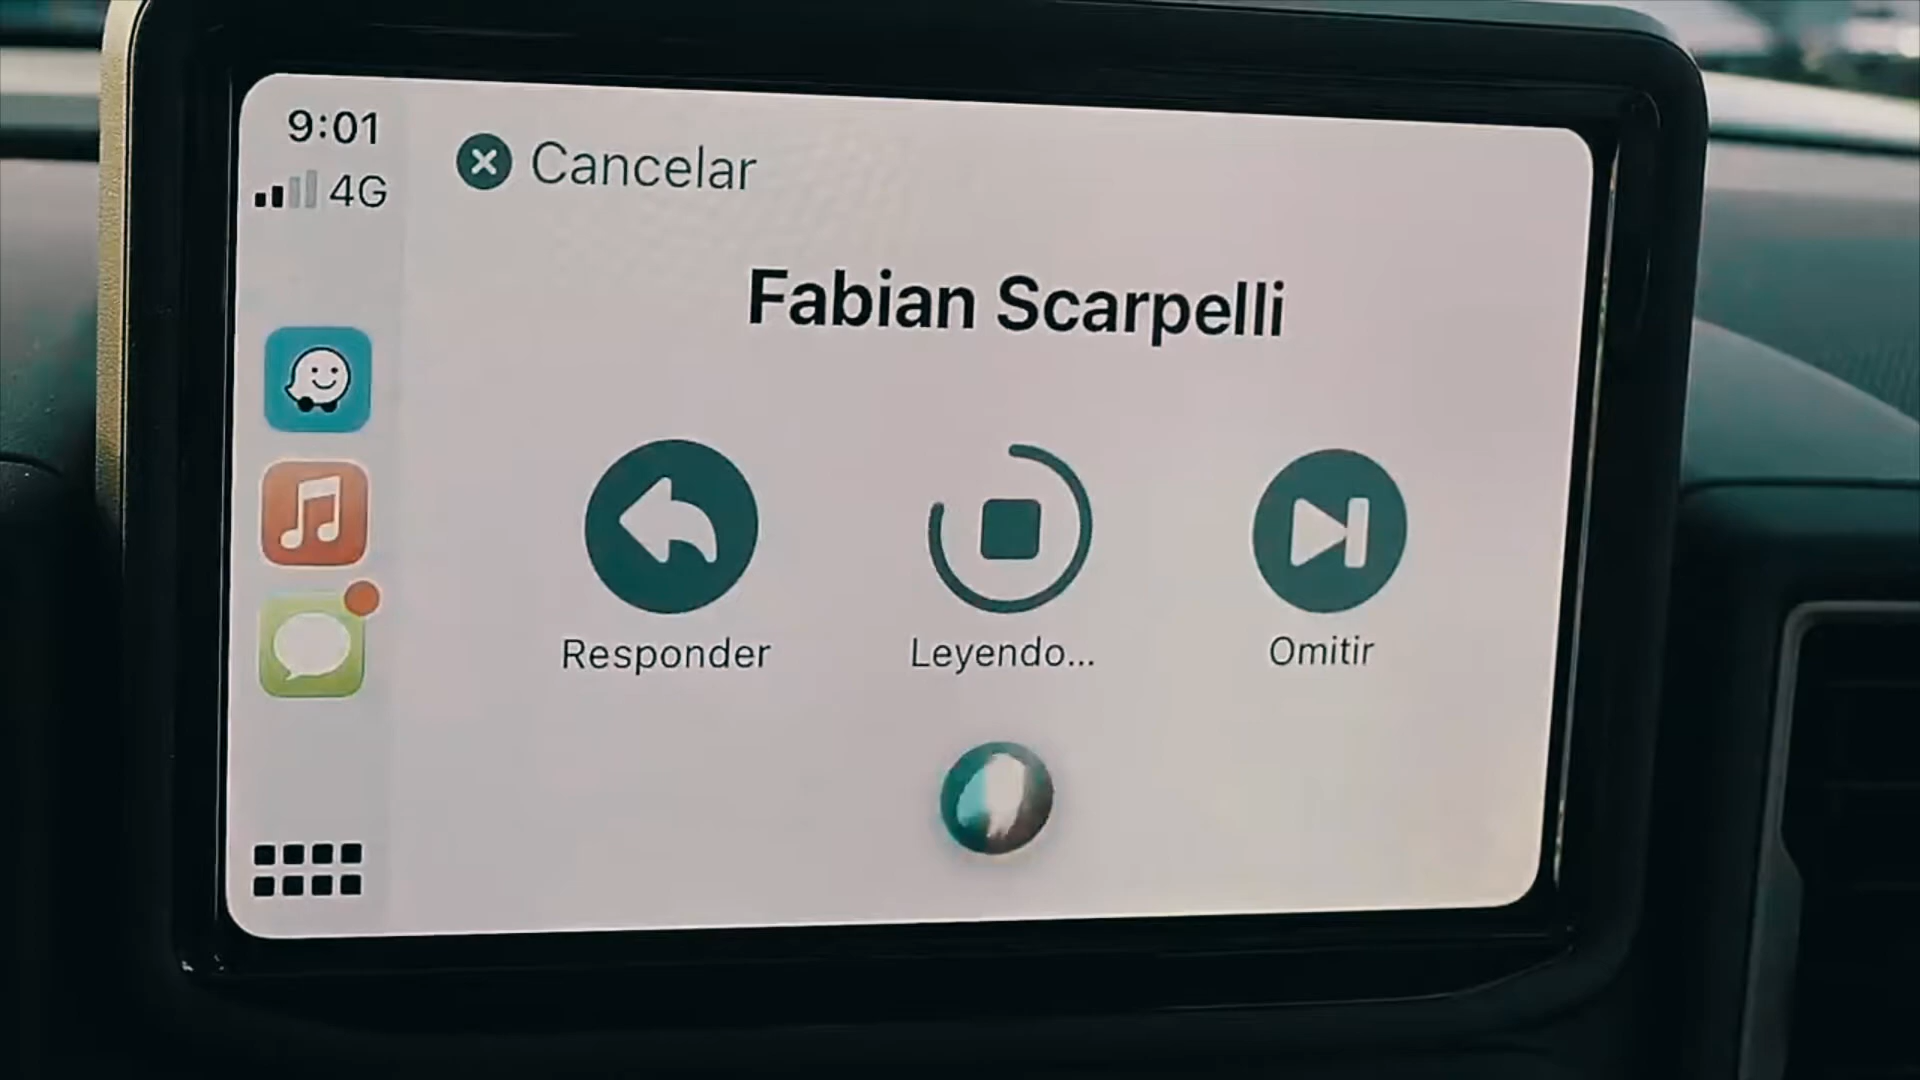 9:01
4G
Cancelar
Fabian Scarpelli
Responder
Leyendo...
Omitir